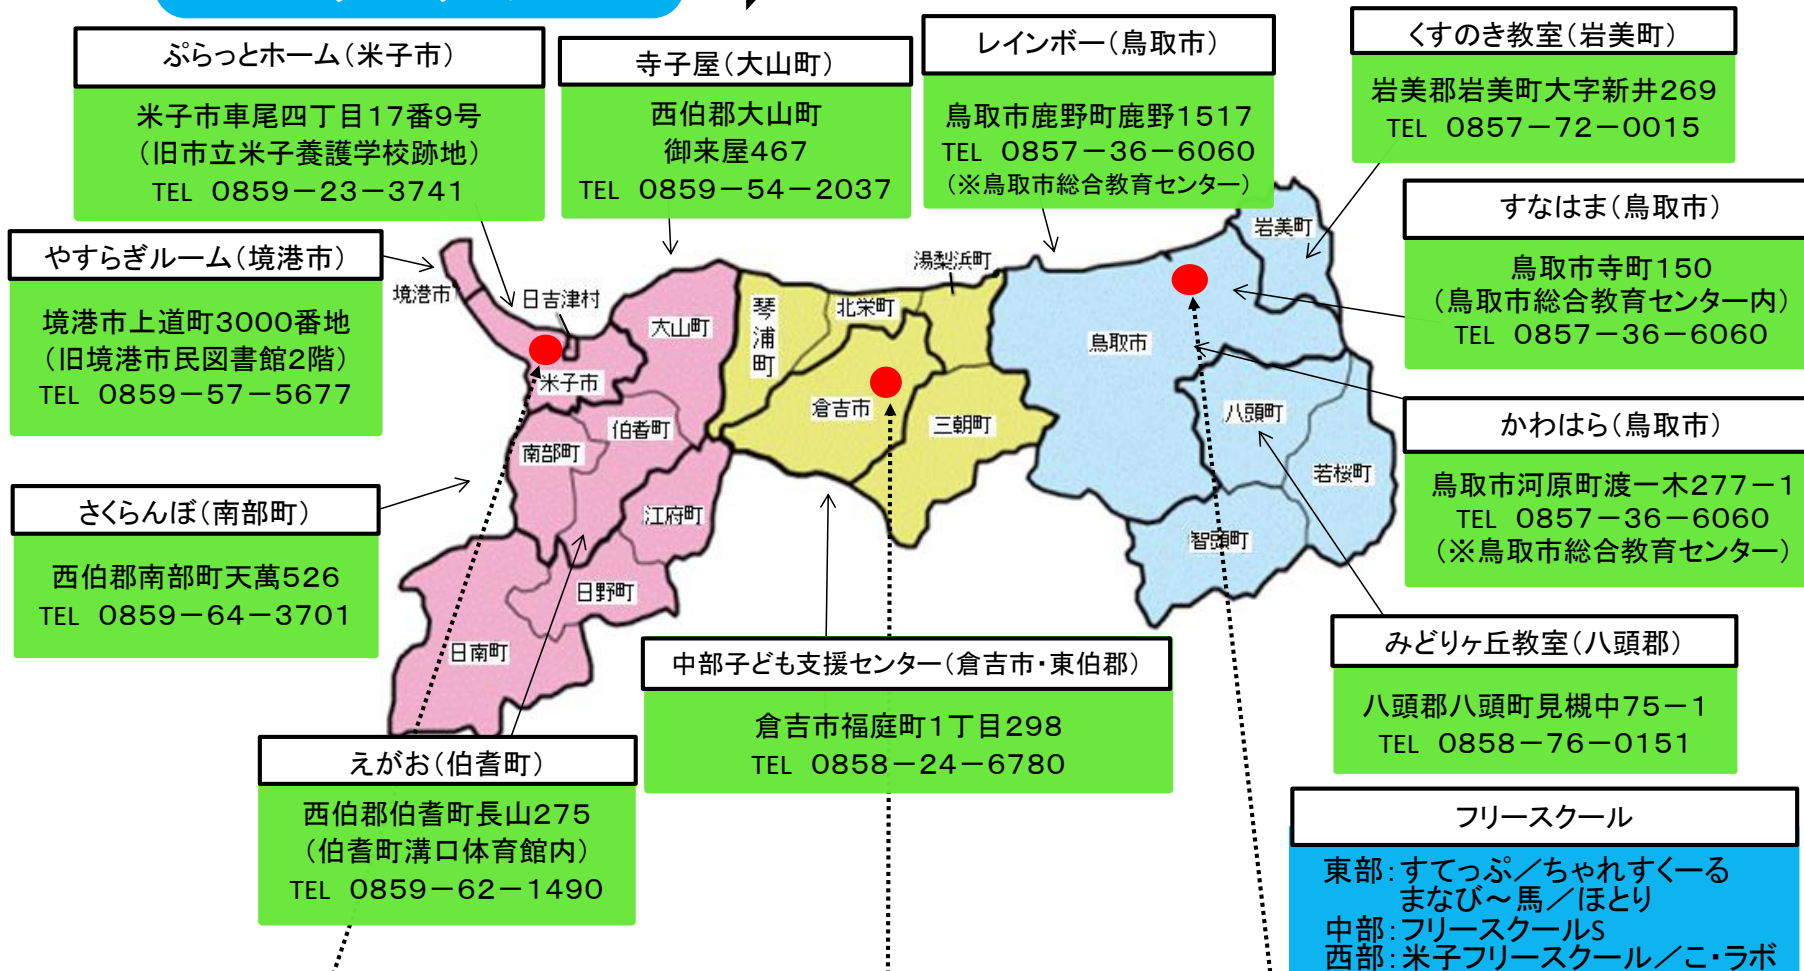 ぷらっとホーム（米子市）
米子市車尾四丁目17番9号
（旧市立米子養護学校跡地）
TEL 0859－23－3741
寺子屋（大山町）
西伯郡大山町
御来屋467
TEL 0859－54－2037
レインボー（鳥取市）
鳥取市鹿野町鹿野1517
TEL 0857－36－6060
（※鳥取市総合教育センター）
くすのき教室（岩美町）
岩美郡岩美町大字新井269
TEL 0857－72－0015
すなはま（鳥取市）
鳥取市寺町150
（鳥取市総合教育センター内）
TEL 0857－36－6060
やすらぎルーム（境港市）
境港市上道町3000番地
（旧境港市民図書館2階）
TEL 0859－57－5677
境港市
日吉津村
大山町
米子市
伯耆町
南部町
江府町
日野町
日南町
琴浦町
北栄町
湯梨浜町
倉吉市
三朝町
鳥取市
岩美町
八頭町
若桜町
智頭町
かわはら（鳥取市）
鳥取市河原町渡一木277－1
TEL 0857－36－6060
（※鳥取市総合教育センター）
さくらんぼ（南部町）
西伯郡南部町天萬526
TEL 0859－64－3701
みどりヶ丘教室（八頭郡）
八頭郡八頭町見槻中75－1
TEL 0858－76－0151
中部子ども支援センター（倉吉市・東伯郡）
倉吉市福庭町1丁目298
TEL 0858－24－6780
えがお（伯耆町）
西伯郡伯耆町長山275
（伯耆町溝口体育館内）
TEL 0859－62－1490
フリースクール
東部：すてっぷ／ちゃれすくーる
まなび～馬／ほとり
中部：フリースクールS
西部：米子フリースクール／こ・ラボ